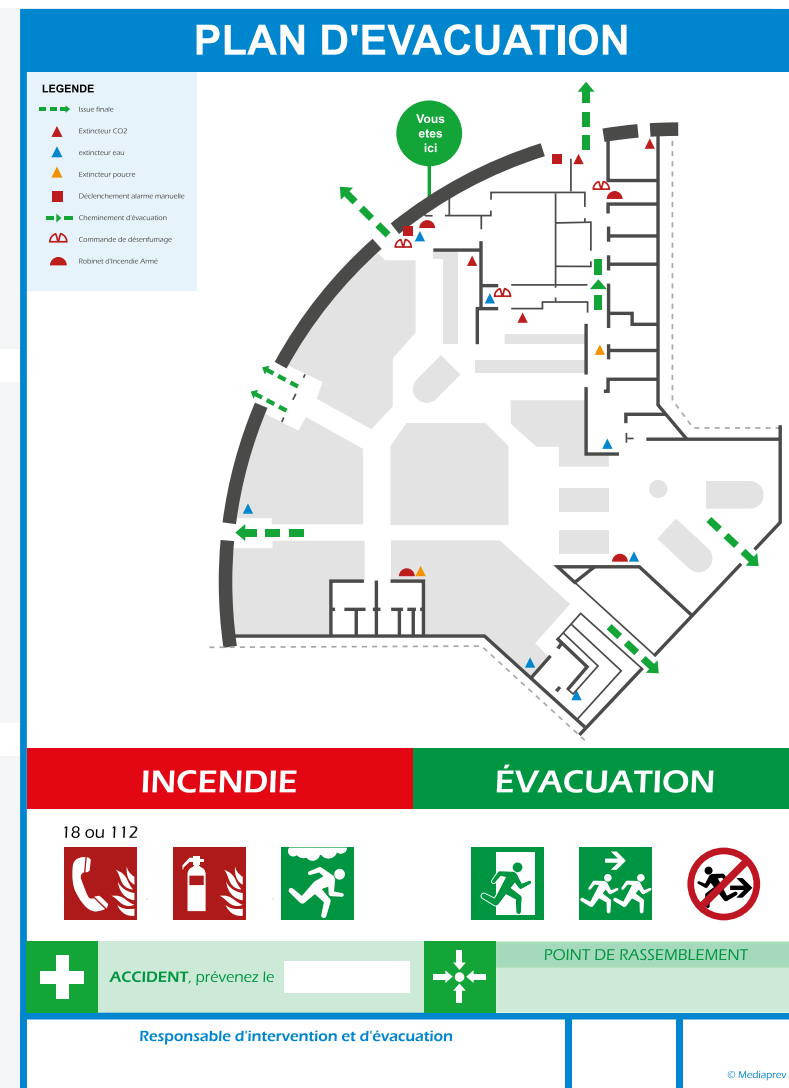 PLAN D'EVACUATION
LEGENDE
Issue finale
Extincteur CO2
extincteur eau
Extincteur poucre
Déclenchement alarme manuelle
Cheminement d'évacuation
Commande de désenfumage
Robinet d'Incendie Armé
Vous
etes
ici
INCENDIE
ÉVACUATION
18 ou 112
ACCIDENT, prévenez le
POINT DE RASSEMBLEMENT
Responsable d'intervention et d'évacuation
© Mediaprev